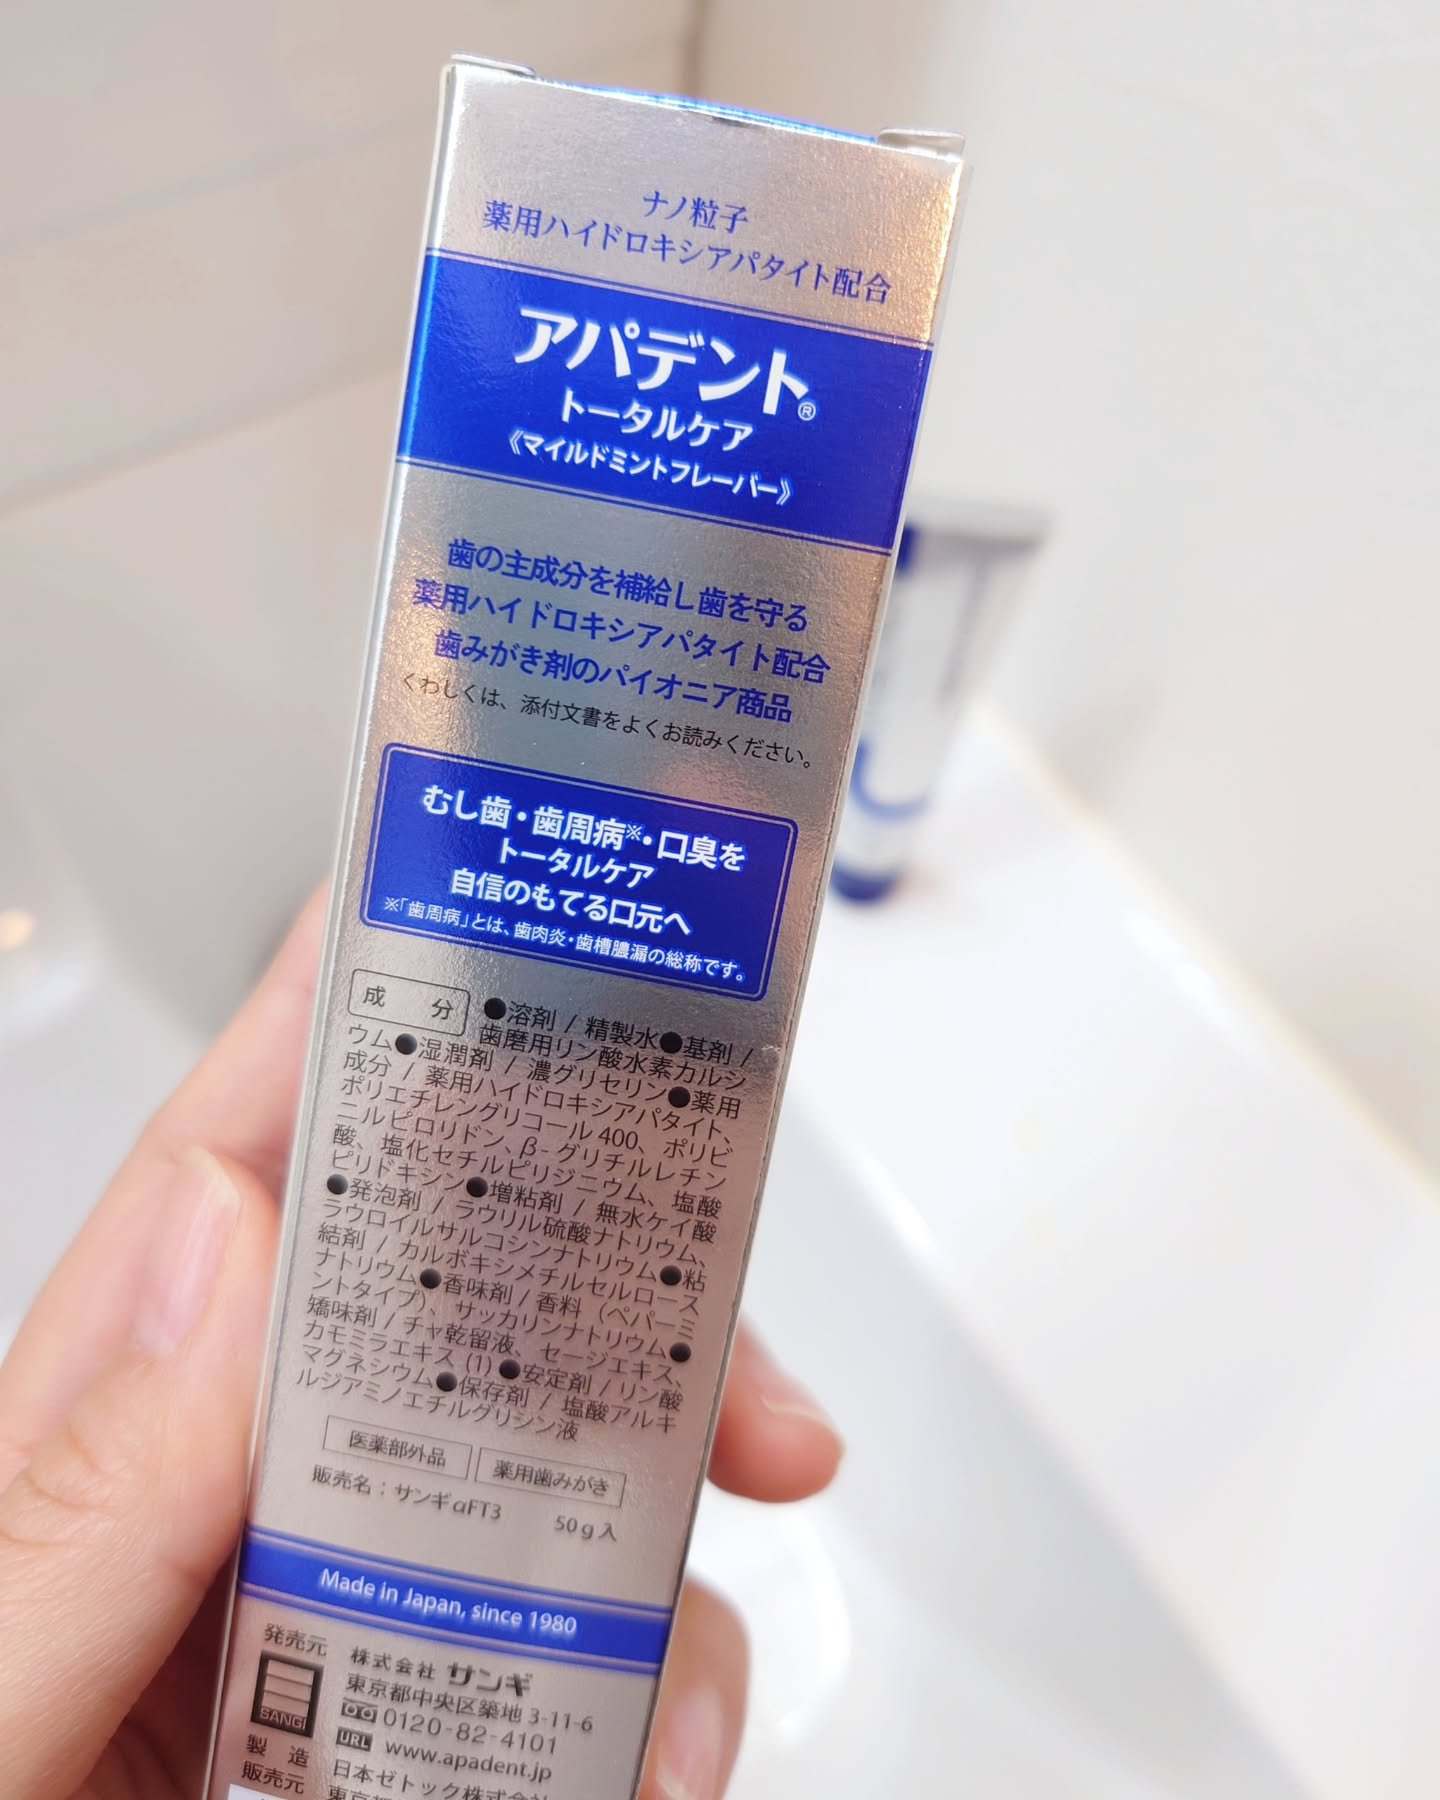 ナノ粒子
薬用ハイドロキシアパタイト配合
アパデント®
トータルケア
《マイルドミントフレーバー》
歯の主成分を補給し歯を守る
薬用ハイドロキシアパタイト配合
歯みがき剤のパイオニア商品
くわしくは、添付文書をよくお読みください。
むし歯・歯周病※・口臭を
トータルケア
自信のもてる口元へ
※「歯周病」とは、歯肉炎・歯槽膿漏の総称です。
成分 ●溶剤 / 精製水●基剤 /
歯磨用リン酸水素カルシ
ウム●湿潤剤 / 濃グリセリン●薬用
成分 / 薬用ハイドロキシアパタイト、
ポリエチレングリコール 400、ポリビ
ニルピロリドン、β-グリチルレチン
酸、塩化セチルピリジニウム、塩酸
ピリドキシン●増粘剤 / 無水ケイ酸
●発泡剤 / ラウリル硫酸ナトリウム、
ラウロイルサルコシンナトリウム●粘
結剤 / カルボキシメチルセルロース
ナトリウム●香味剤 / 香料（ペパーミ
ントタイプ）、サッカリンナトリウム●
矯味剤 / チャ乾留液、セージエキス、
カモミラエキス (1) ●安定剤 / リン酸
マグネシウム●保存剤 / 塩酸アルキ
ルジアミノエチルグリシン液
医薬部外品 薬用歯みがき
販売名：サンギαFT3 50g入
Made in Japan, since 1980
発売元 株式会社 サンギ
東京都中央区築地 3-11-6
SANGI
0120-82-4101
URL www.apadent.jp
製造
販売元 日本ゼトック株式会社